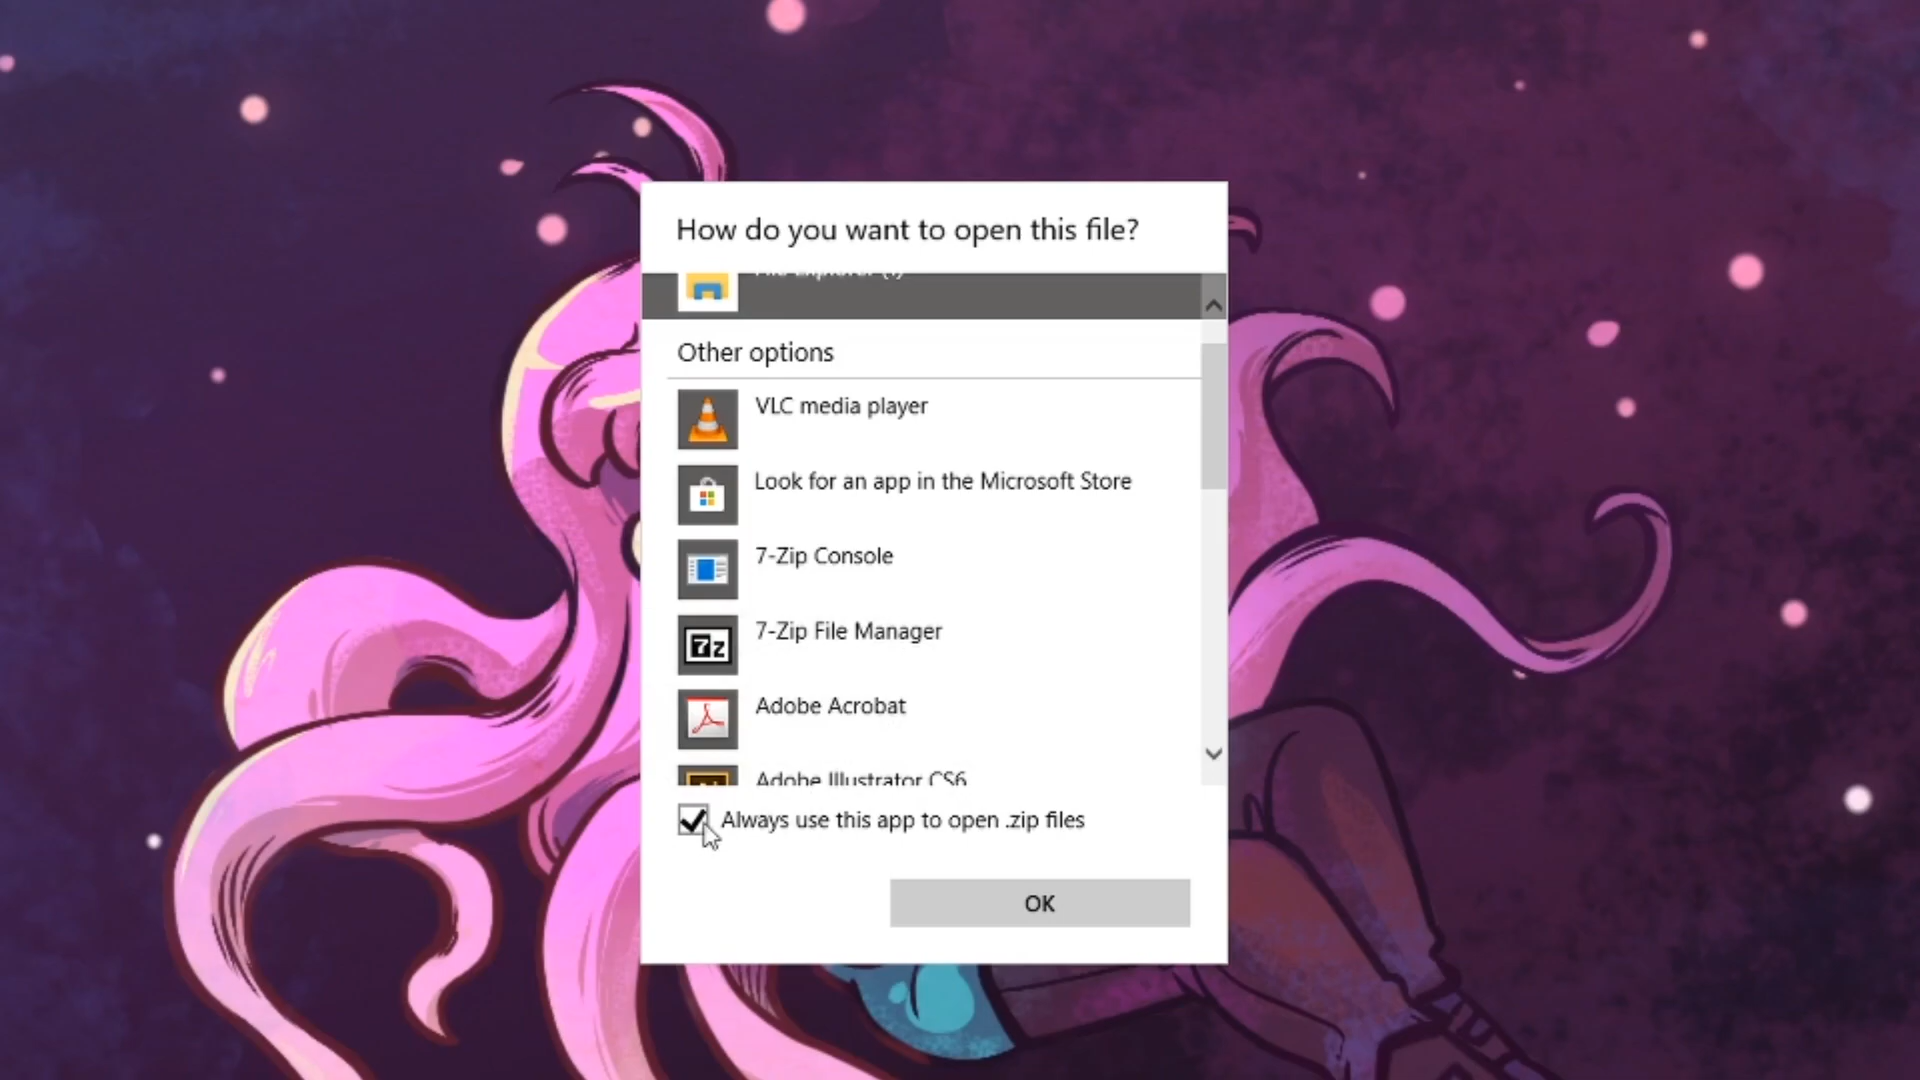 How do you want to open this file?
File Explorer
Other options
VLC media player
Look for an app in the Microsoft Store
7-Zip Console
7z
7-Zip File Manager
Adobe Acrobat
Adobe Illustrator CS6
Always use this app to open .zip files
OK